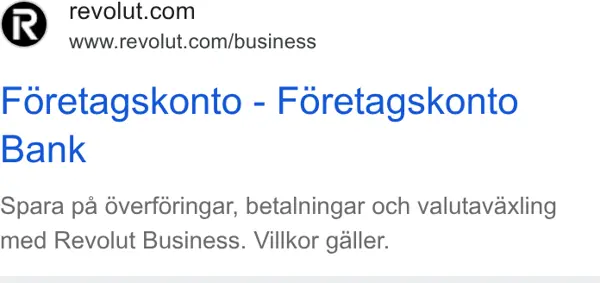 revolut.com
www.revolut.com/business
Företagskonto - Företagskonto
Bank
Spara på överföringar, betalningar och valutaväxling
med Revolut Business. Villkor gäller.